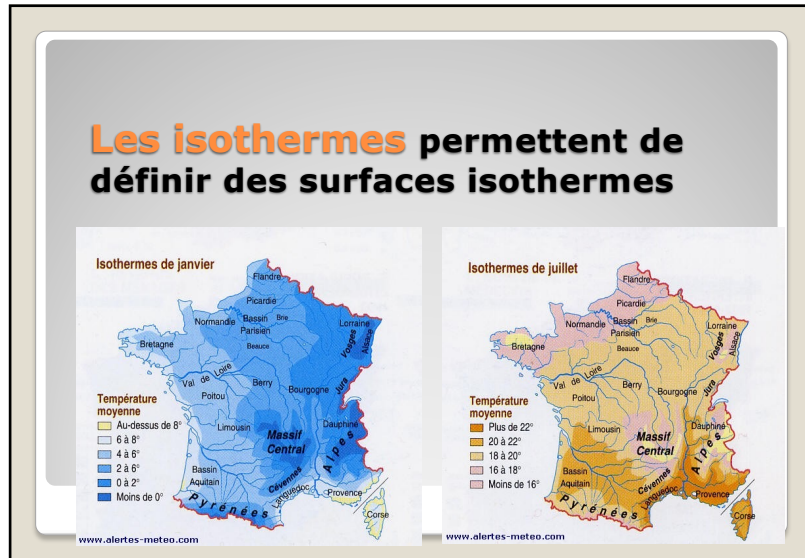 Les isothermes permettent de
définir des surfaces isothermes
Isothermes de janvier
Flandre
Picardie
Normandie
Bassin
Parisien
Brie
Lorraine
Vosges
Alsace
Bretagne
Beauce
Val de Loire
Berry
Bourgogne
Jura
Poitou
Température
moyenne
Au-dessus de 8°
6 à 8°
4 à 6°
2 à 6°
0 à 2°
Moins de 0°
Limousin
Massif
Central
Dauphiné
Alpes
Bassin
Aquitain
Cévennes
Languedoc
Provence
Pyrénées
Corse
www.alertes-meteo.com
Isothermes de juillet
Flandre
Picardie
Normandie
Bassin
Parisien
Brie
Lorraine
Vosges
Alsace
Bretagne
Beauce
Val de Loire
Berry
Bourgogne
Jura
Poitou
Température
moyenne
Plus de 22°
20 à 22°
18 à 20°
16 à 18°
Moins de 16°
Limousin
Massif
Central
Dauphiné
Alpes
Bassin
Aquitain
Cévennes
Languedoc
Provence
Pyrénées
Corse
www.alertes-meteo.com